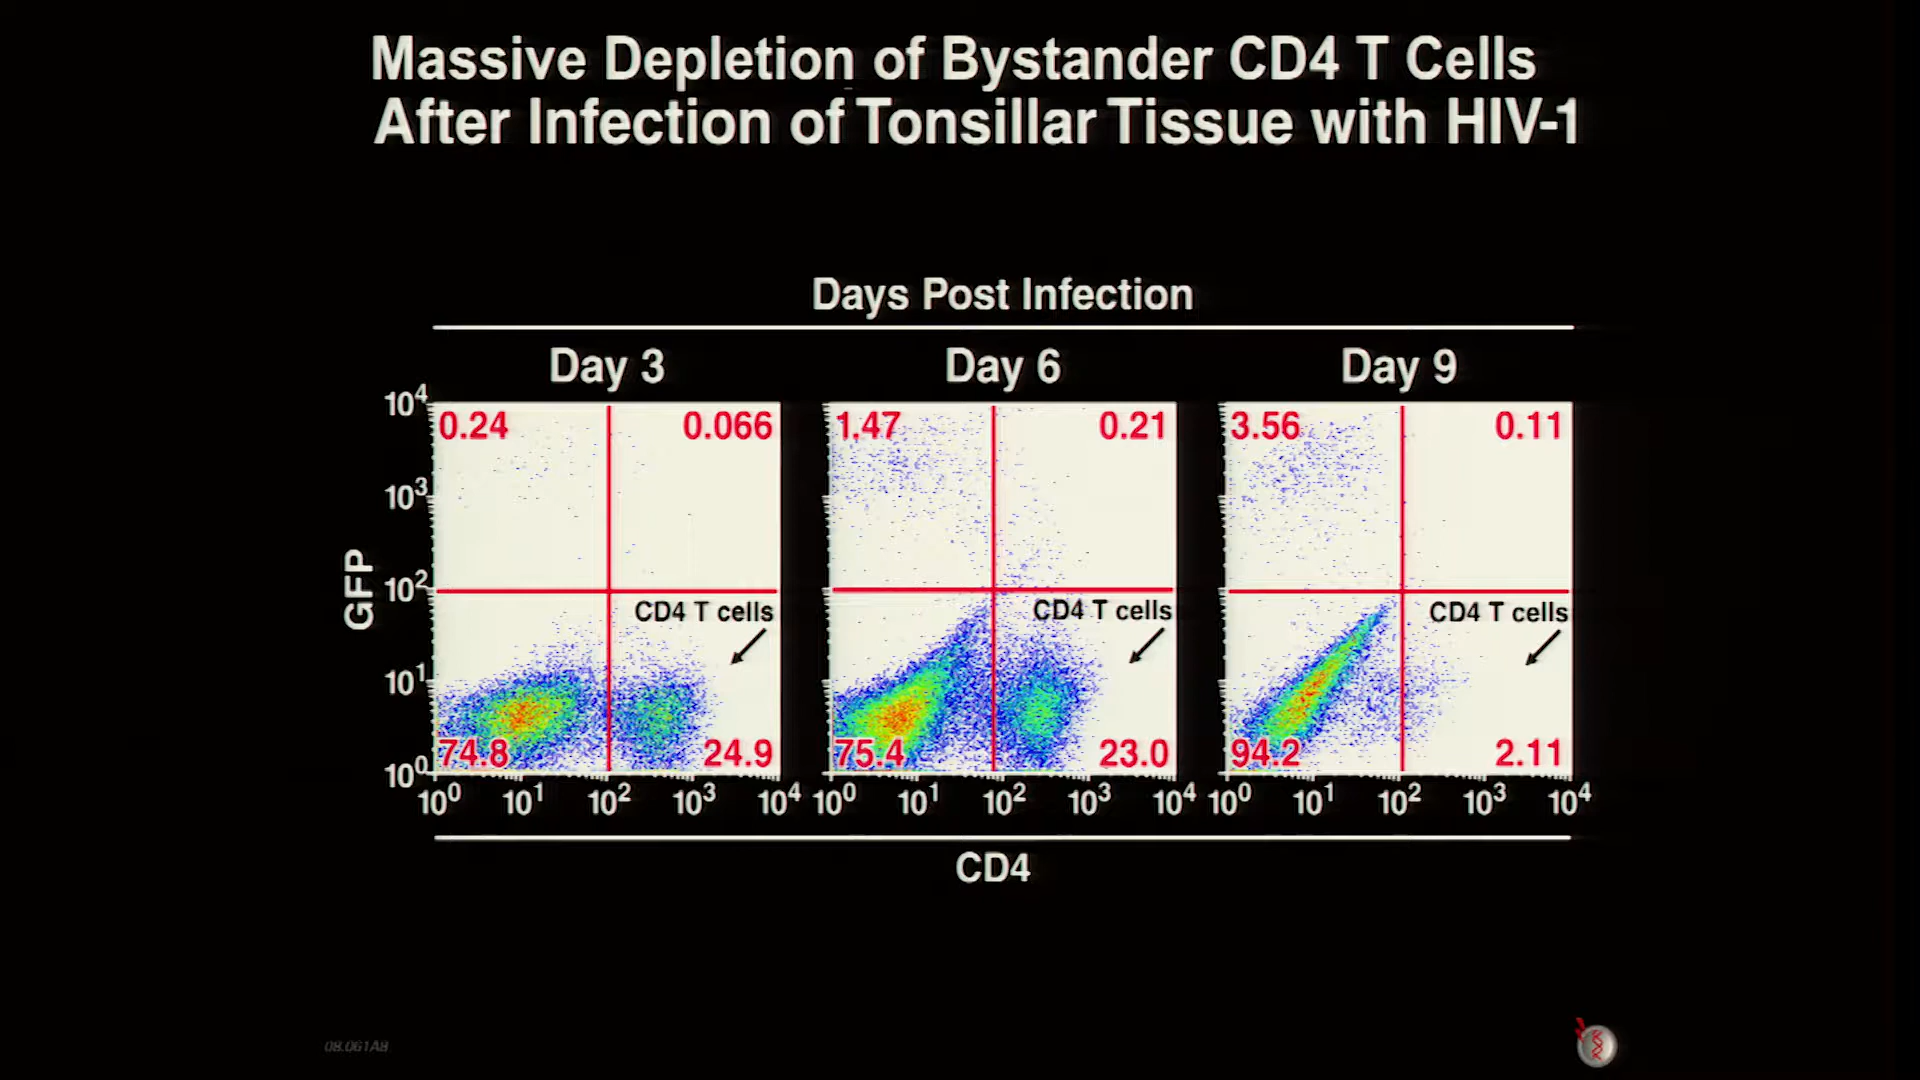 Massive Depletion of Bystander CD4 T Cells
After Infection of Tonsillar Tissue with HIV-1
Days Post Infection
Day 3 Day 6 Day 9
GFP
10⁴
10³
10²
10¹
10⁰
0.24 0.066
CD4 T cells
74.8 24.9
10⁰ 10¹ 10² 10³ 10⁴
1.47 0.21
CD4 T cells
75.4 23.0
10⁰ 10¹ 10² 10³ 10⁴
3.56 0.11
CD4 T cells
94.2 2.11
10⁰ 10¹ 10² 10³ 10⁴
CD4